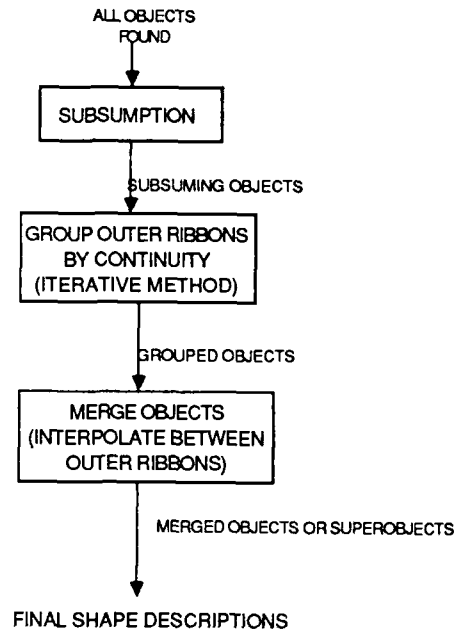 ALL OBJECTS
FOUND
SUBSUMPTION
SUBSUMING OBJECTS
GROUP OUTER RIBBONS
BY CONTINUITY
(ITERATIVE METHOD)
GROUPED OBJECTS
MERGE OBJECTS
(INTERPOLATE BETWEEN
OUTER RIBBONS)
MERGED OBJECTS OR SUPEROBJECTS
FINAL SHAPE DESCRIPTIONS